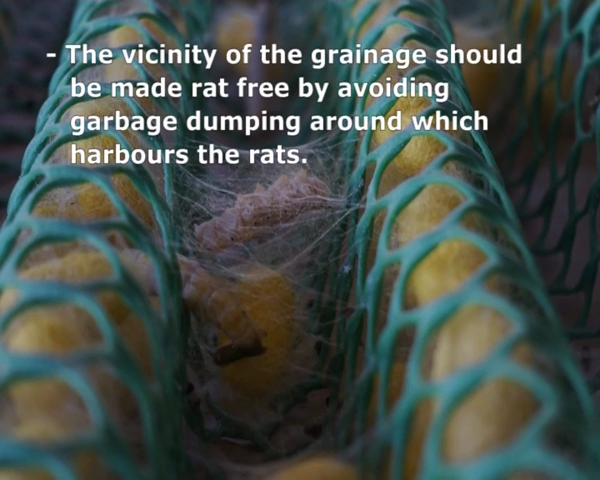 - The vicinity of the grainage should
be made rat free by avoiding
garbage dumping around which
harbours the rats.